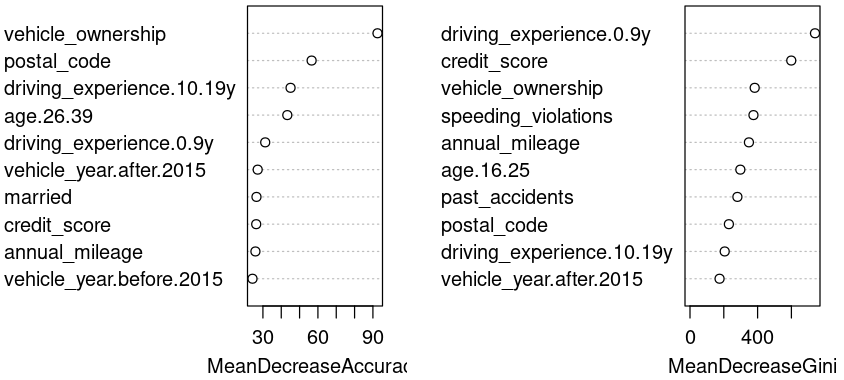 vehicle_ownership
postal_code
driving_experience.10.19y
age.26.39
driving_experience.0.9y
vehicle_year.after.2015
married
credit_score
annual_mileage
vehicle_year.before.2015
30 60 90
MeanDecreaseAccurac
driving_experience.0.9y
credit_score
vehicle_ownership
speeding_violations
annual_mileage
age.16.25
past_accidents
postal_code
driving_experience.10.19y
vehicle_year.after.2015
0 400
MeanDecreaseGini